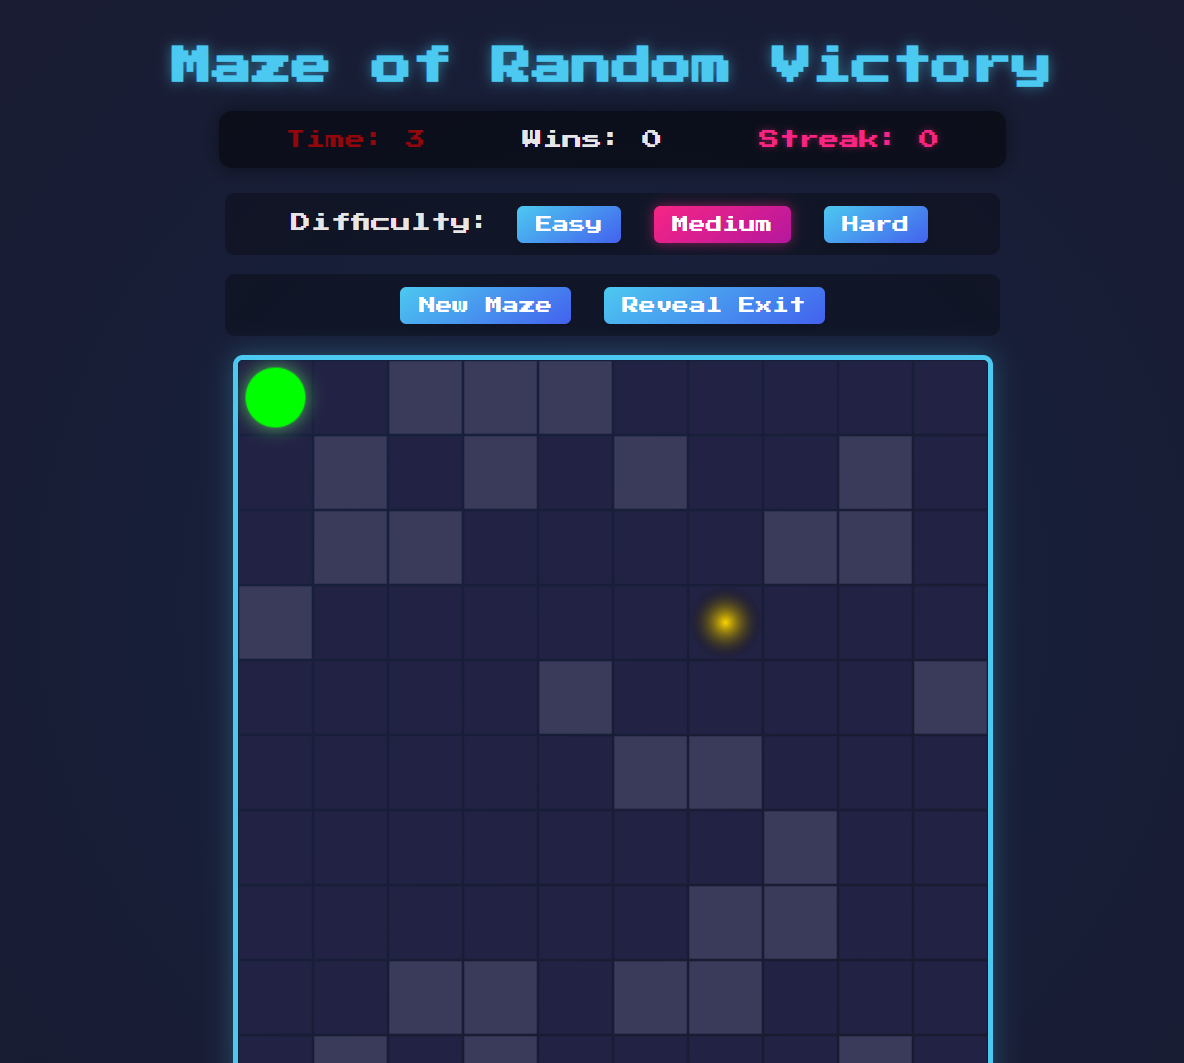 Maze of Random Victory
Time: 3 Wins: 0 Streak: 0
Difficulty: Easy Medium Hard
New Maze Reveal Exit